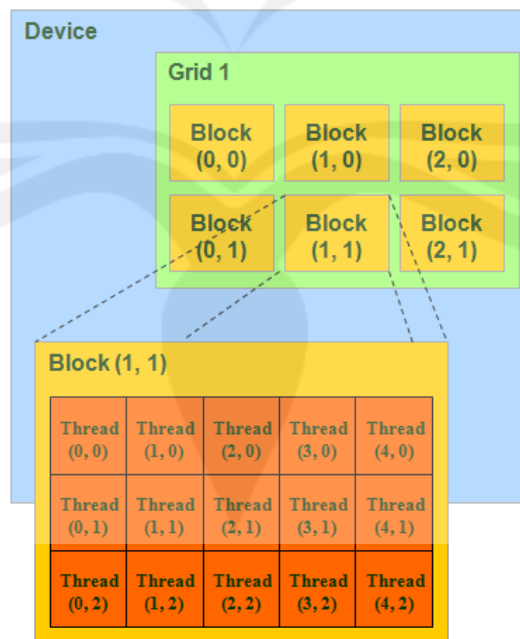 Device
Grid 1
Block
(0, 0)
Block
(1, 0)
Block
(2, 0)
Block
(0, 1)
Block
(1, 1)
Block
(2, 1)
Block (1, 1)
Thread
(0, 0)
Thread
(1, 0)
Thread
(2, 0)
Thread
(3, 0)
Thread
(4, 0)
Thread
(0, 1)
Thread
(1, 1)
Thread
(2, 1)
Thread
(3, 1)
Thread
(4, 1)
Thread
(0, 2)
Thread
(1, 2)
Thread
(2, 2)
Thread
(3, 2)
Thread
(4, 2)